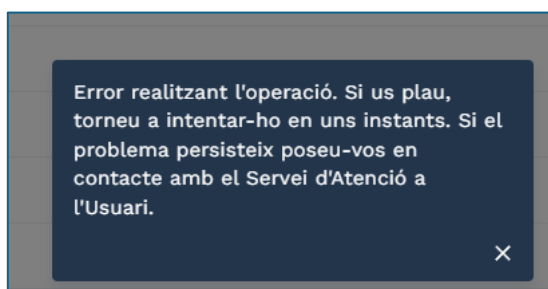 Error realitzant l'operació. Si us plau,
torneu a intentar-ho en uns instants. Si el
problema persisteix poseu-vos en
contacte amb el Servei d'Atenció a
l'Usuari.